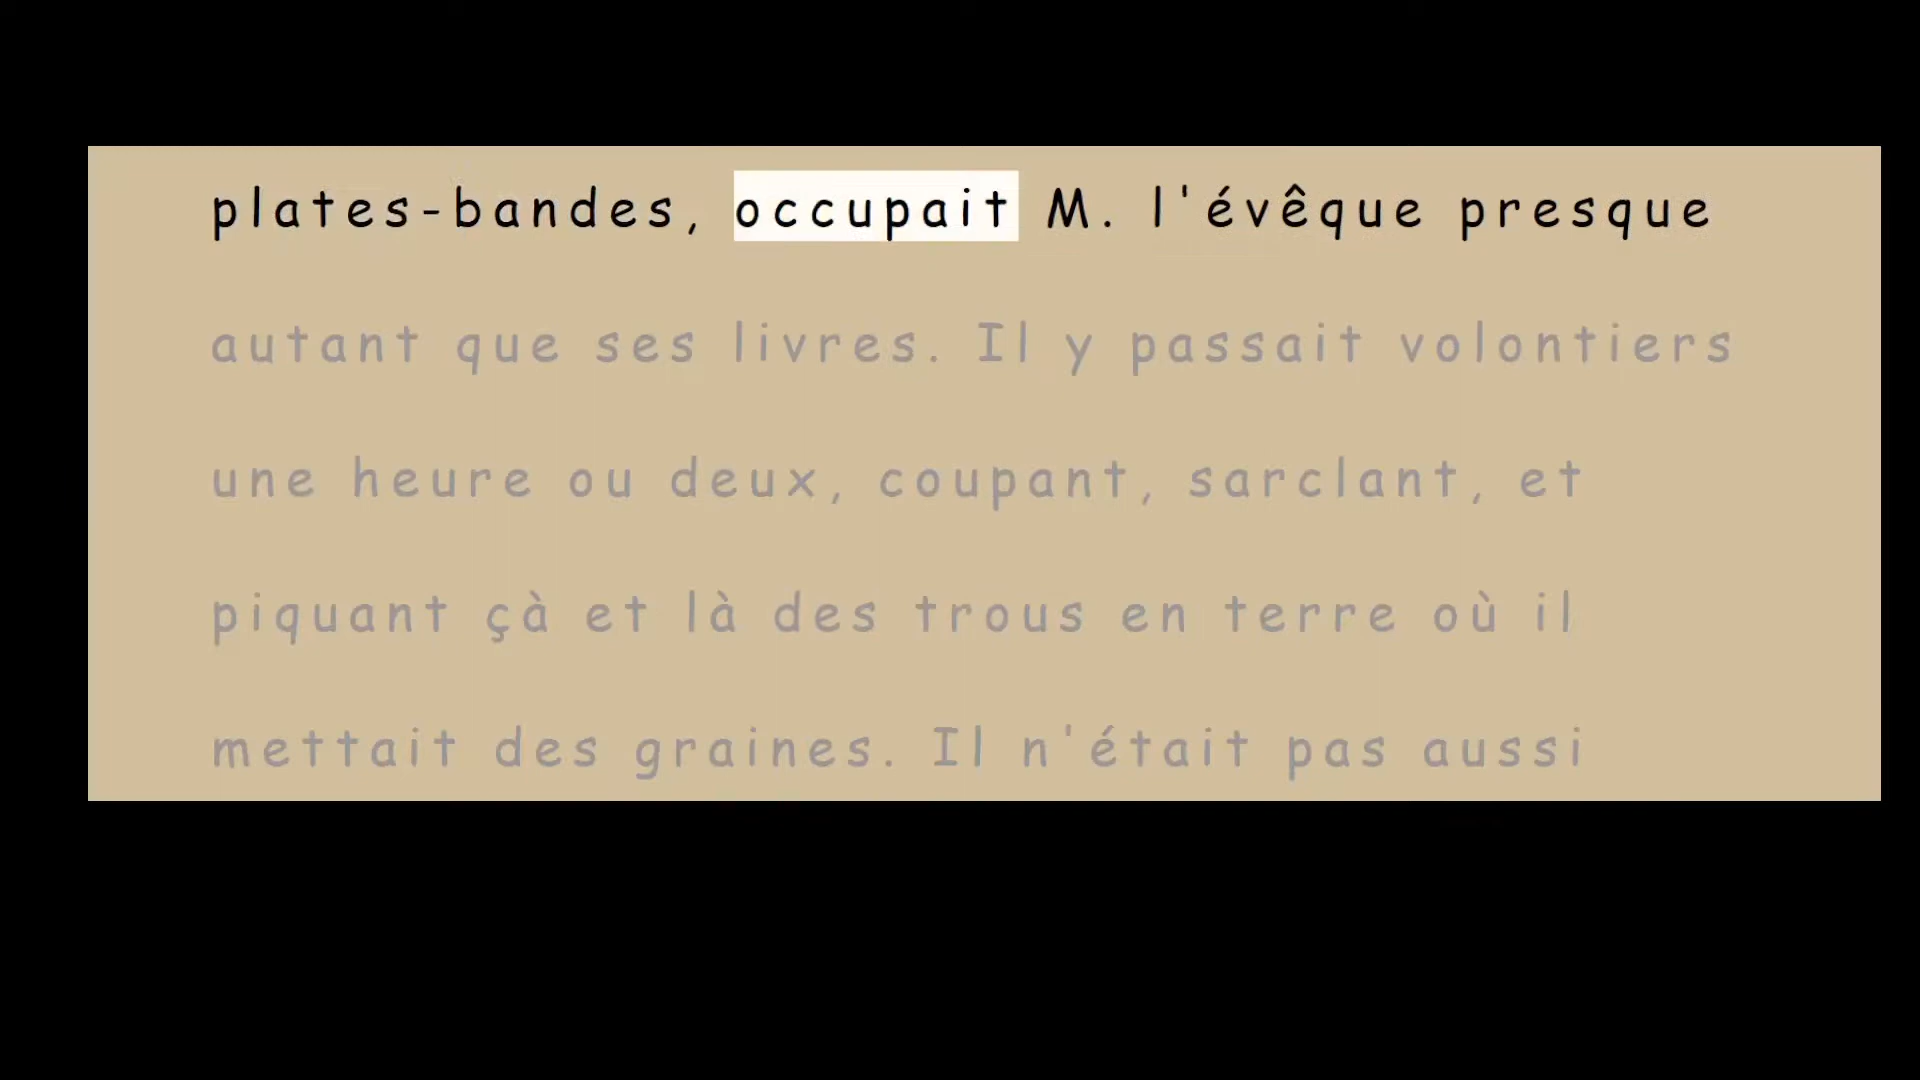 plates-bandes, occupait M. l'évêque presque
autant que ses livres. Il y passait volontiers
une heure ou deux, coupant, sarclant, et
piquant çà et là des trous en terre où il
mettait des graines. Il n'était pas aussi